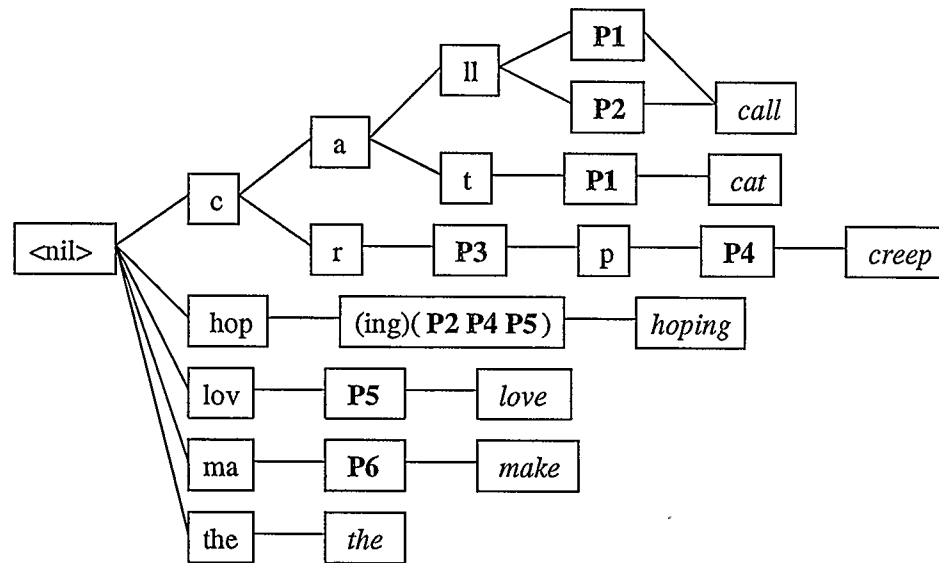 ll P1
P2 call
a
t P1 cat
c
<nil>
r P3 p P4 creep
hop (ing)( P2 P4 P5 ) hoping
lov P5 love
ma P6 make
the the